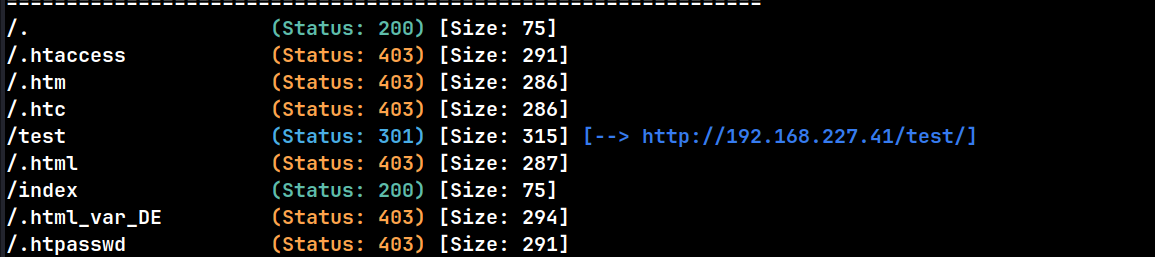 ===============================================================
/.                    (Status: 200) [Size: 75]
/.htaccess            (Status: 403) [Size: 291]
/.htm                 (Status: 403) [Size: 286]
/.htc                 (Status: 403) [Size: 286]
/test                 (Status: 301) [Size: 315] [--> http://192.168.227.41/test/]
/.html                (Status: 403) [Size: 287]
/index                (Status: 200) [Size: 75]
/.html_var_DE         (Status: 403) [Size: 294]
/.htpasswd            (Status: 403) [Size: 291]